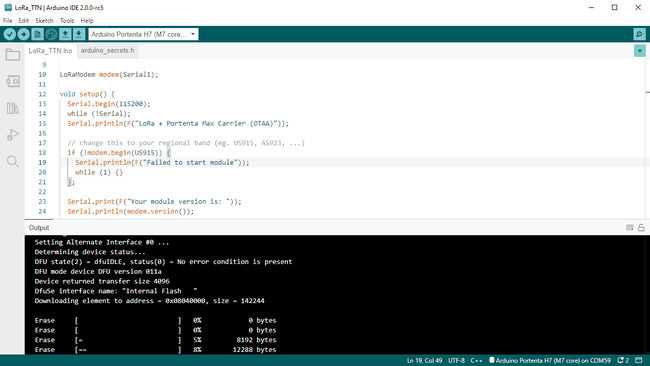 LoRa_TTN | Arduino IDE 2.0.0-rc5
File Edit Sketch Tools Help
Arduino Portenta H7 (M7 core...
LoRa_TTN.ino arduino_secrets.h
9
10 LoRaModem modem(Serial1);
11
12 void setup() {
13 Serial.begin(115200);
14 while (!Serial);
15 Serial.println(F("LoRa + Portenta Max Carrier (OTAA)"));
16
17 // change this to your regional band (eg. US915, AS923, ...)
18 if (!modem.begin(US915)) {
19 Serial.println(F("Failed to start module"));
20 while (1) {}
21 };
22
23 Serial.print(F("Your module version is: "));
24 Serial.println(modem.version());
Output
Setting Alternate Interface #0 ...
Determining device status...
DFU state(2) = dfuIDLE, status(0) = No error condition is present
DFU mode device DFU version 011a
Device returned transfer size 4096
DfuSe interface name: "Internal Flash "
Downloading element to address = 0x08040000, size = 142244
Erase [ ] 0% 0 bytes
Erase [ ] 0% 0 bytes
Erase [= ] 5% 8192 bytes
Erase [== ] 8% 12288 bytes
Ln 19, Col 49 UTF-8 C++ Arduino Portenta H7 (M7 core) on COM59 2